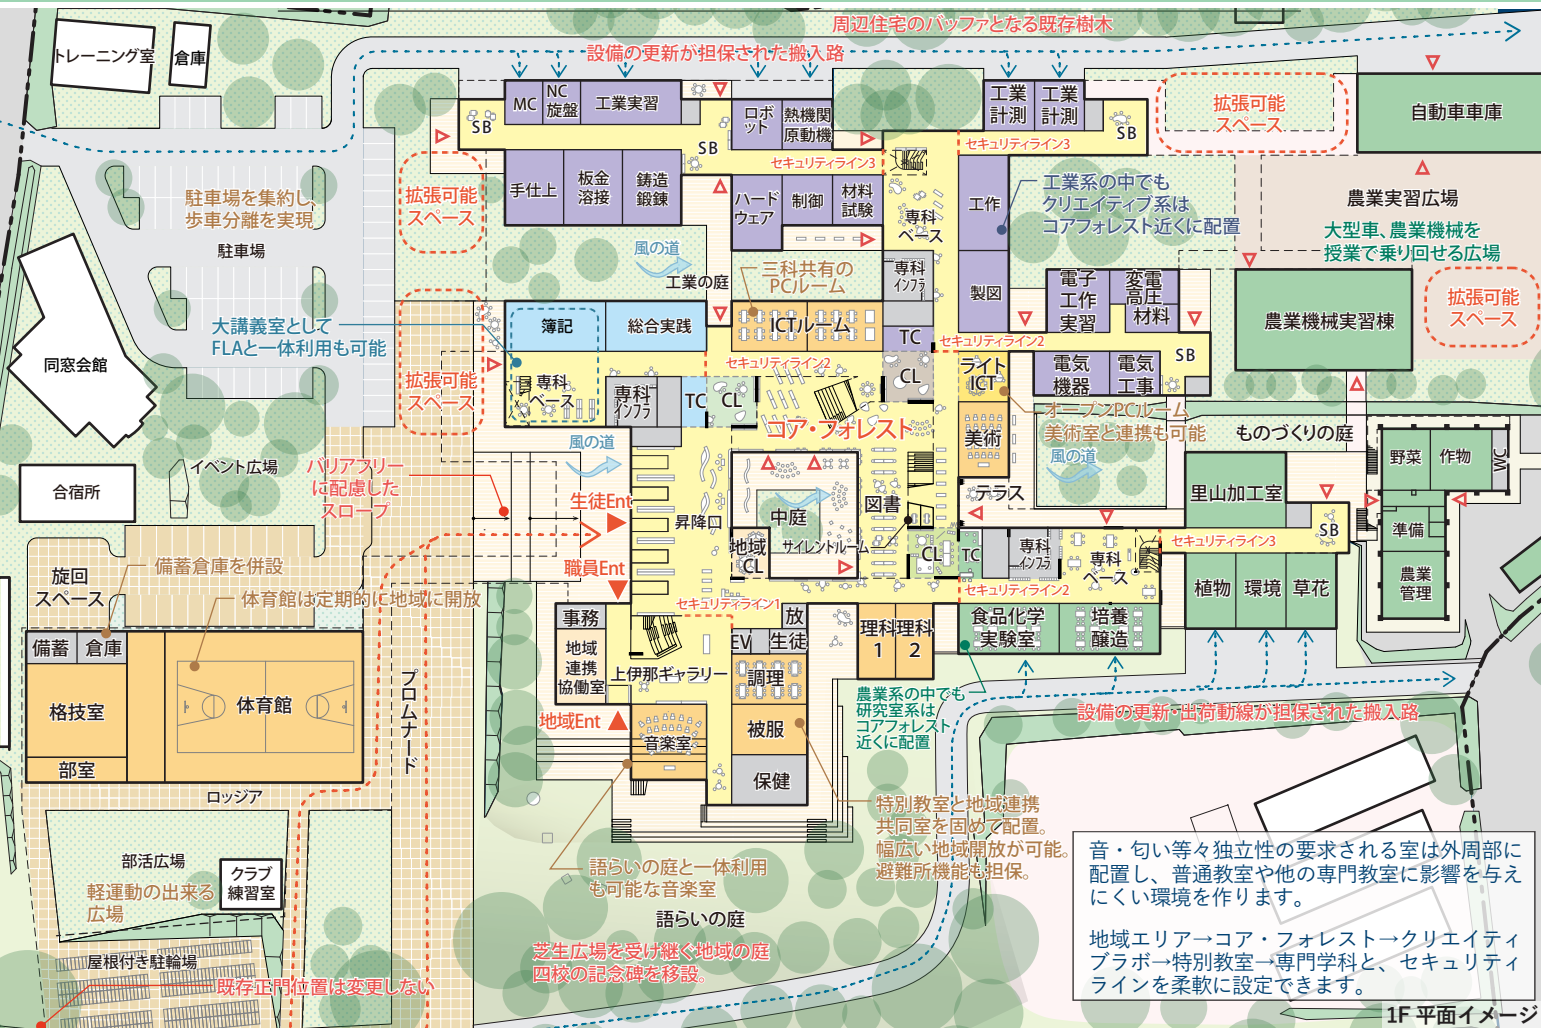 周辺住宅のバッファとなる既存樹木
設備の更新が担保された搬入路
トレーニング室
倉庫
MC
NC
旋盤
工業実習
SB
ロボ
ット
熱機関
原動機
工業
計測
工業
計測
SB
拡張可能
スペース
自動車車庫
SB
セキュリティライン3
セキュリティライン3
駐車場を集約し、
歩車分離を実現
駐車場
拡張可能
スペース
手仕上
板金
溶接
鋳造
鍛錬
ハード
ウェア
制御
材料
試験
専科
ベース
工作
工業系の中でも
クリエイティブ系は
コアフォレスト近くに配置
農業実習広場
大型車、農業機械を
授業で乗り回せる広場
風の道
工業の庭
三科共有の
PCルーム
専科
インフラ
製図
電子
工作
実習
変電
高圧
材料
農業機械実習棟
拡張可能
スペース
大講義室として
FLAと一体利用も可能
簿記
総合実践
ICTルーム
TC
セキュリティライン2
セキュリティライン2
SB
同窓会館
拡張可能
スペース
専科
ベース
専科
インフラ
TC
CL
CL
ライト
ICT
電気
機器
電気
工事
オープンPCルーム
美術室と連携も可能
コア・フォレスト
美術
風の道
風の道
ものづくりの庭
野菜
作物
WC
イベント広場
バリアフリー
に配慮した
スロープ
合宿所
生徒Ent
昇降口
中庭
図書
テラス
里山加工室
SB
準備
地域
CL
サイレントルーム
CL
TC
専科
インフラ
専科
ベース
セキュリティライン3
備蓄倉庫を併設
旋回
スペース
体育館は定期的に地域に開放
職員Ent
セキュリティライン1
セキュリティライン2
植物
環境
草花
農業
管理
備蓄
倉庫
事務
地域
連携
協働室
上伊那ギャラリー
放
EV
生徒
理科
1
理科
2
食品化学
実験室
培養
醸造
格技室
体育館
部室
プロムナード
地域Ent
音楽室
調理
被服
保健
農業系の中でも
研究室系は
コアフォレスト
近くに配置
設備の更新・出荷動線が担保された搬入路
ロッジア
部活広場
軽運動の出来る
広場
クラブ
練習室
特別教室と地域連携
共同室を固めて配置。
幅広い地域開放が可能。
避難所機能も担保。
語らいの庭と一体利用
も可能な音楽室
語らいの庭
芝生広場を受け継ぐ地域の庭
四校の記念碑を移設。
屋根付き駐輪場
既存正門位置は変更しない
音・匂い等々独立性の要求される室は外周部に
配置し、普通教室や他の専門教室に影響を与え
にくい環境を作ります。
地域エリア→コア・フォレスト→クリエイティ
ブラボ→特別教室→専門学科と、セキュリティ
ラインを柔軟に設定できます。
1F 平面イメージ